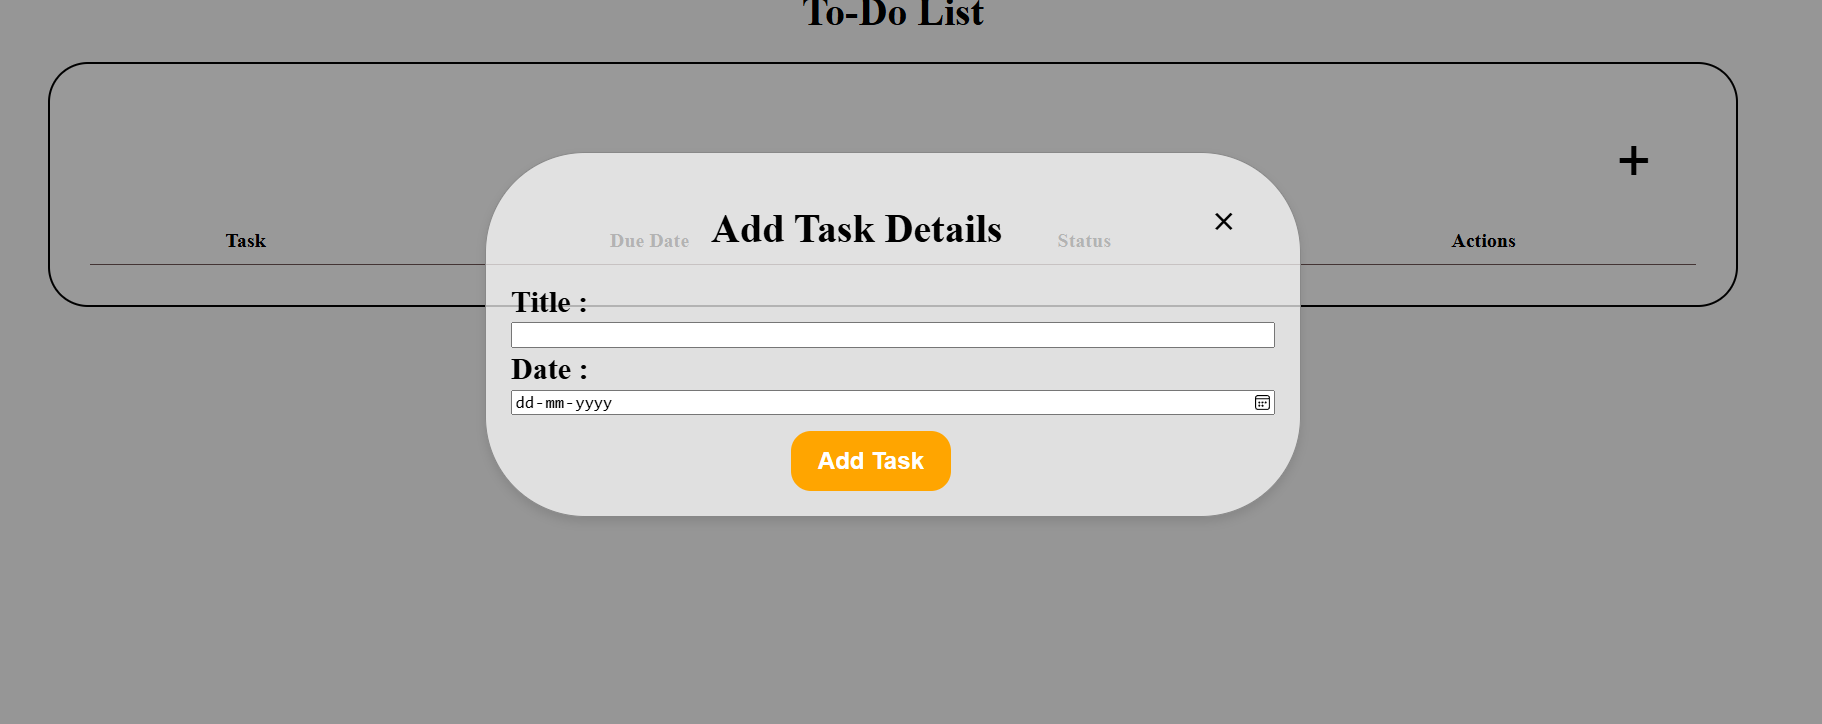 To-Do List
+
Task Due Date Status Actions
Add Task Details ×
Title :
Date :
dd-mm-yyyy
Add Task